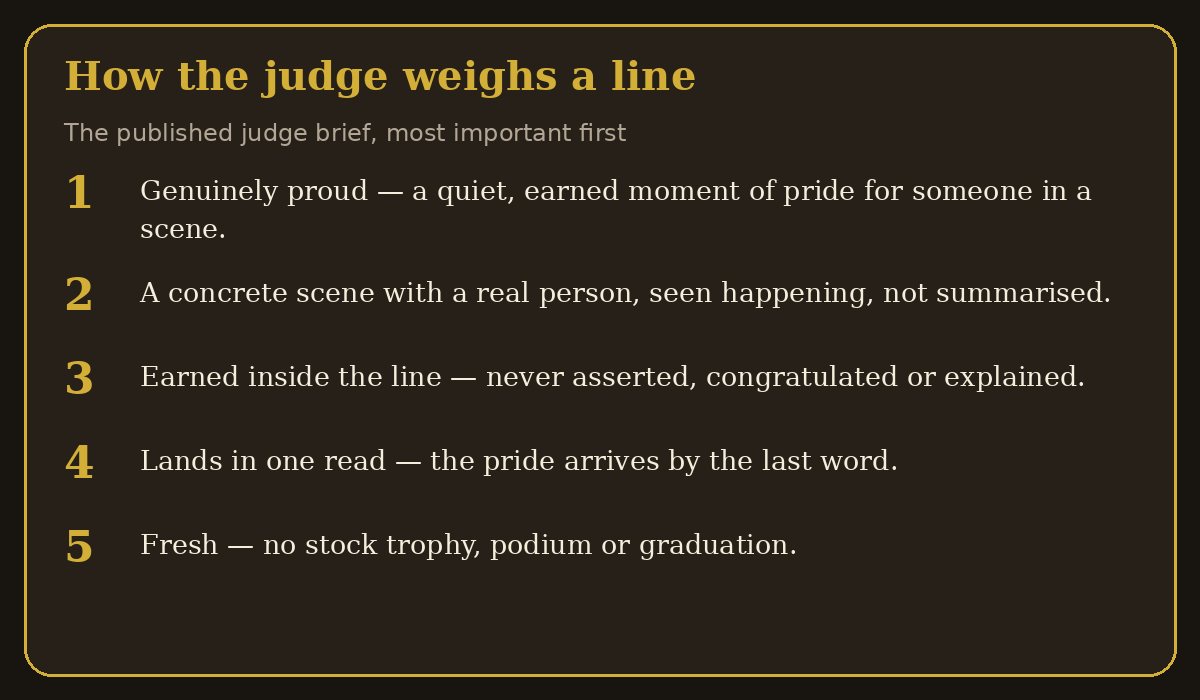 How the judge weighs a line
The published judge brief, most important first
1 Genuinely proud — a quiet, earned moment of pride for someone in a
scene.
2 A concrete scene with a real person, seen happening, not summarised.
3 Earned inside the line — never asserted, congratulated or explained.
4 Lands in one read — the pride arrives by the last word.
5 Fresh — no stock trophy, podium or graduation.